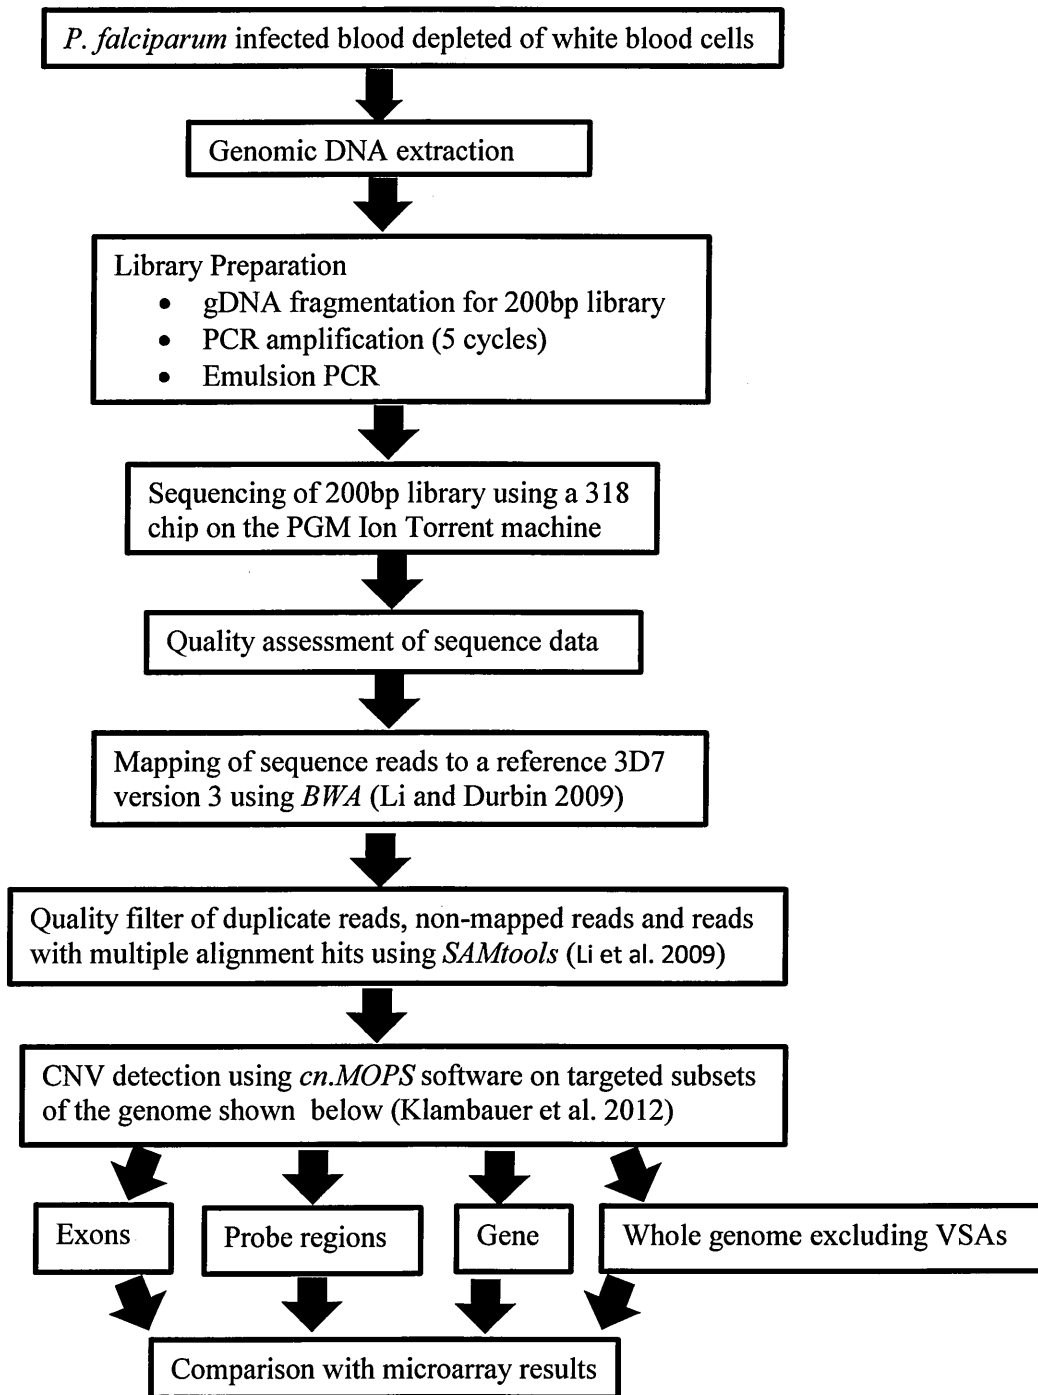 P. falciparum infected blood depleted of white blood cells
Genomic DNA extraction
Library Preparation
• gDNA fragmentation for 200bp library
• PCR amplification (5 cycles)
• Emulsion PCR
Sequencing of 200bp library using a 318
chip on the PGM Ion Torrent machine
Quality assessment of sequence data
Mapping of sequence reads to a reference 3D7
version 3 using BWA (Li and Durbin 2009)
Quality filter of duplicate reads, non-mapped reads and reads
with multiple alignment hits using SAMtools (Li et al. 2009)
CNV detection using cn.MOPS software on targeted subsets
of the genome shown below (Klambauer et al. 2012)
Exons
Probe regions
Gene
Whole genome excluding VSAs
Comparison with microarray results